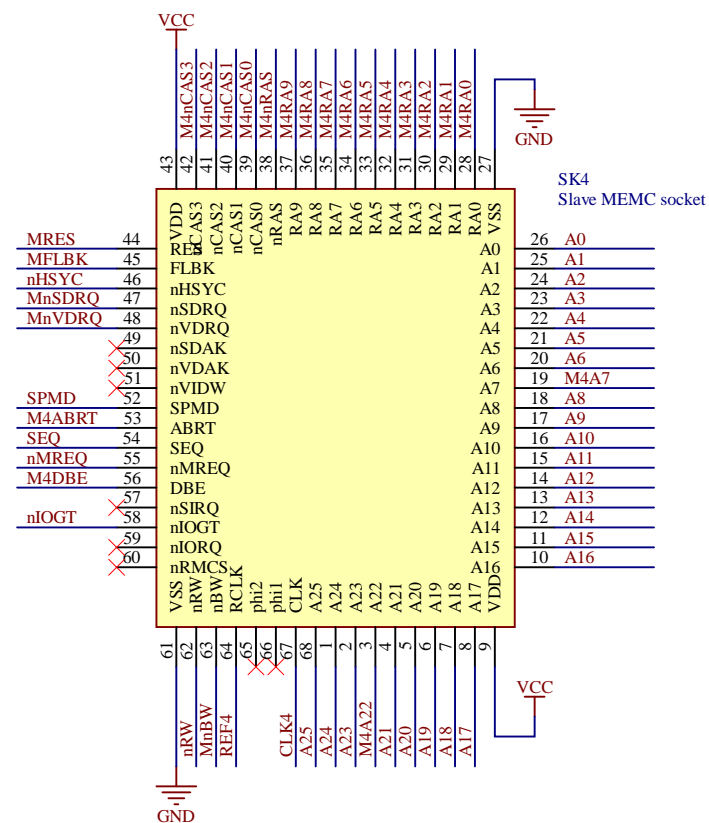 VCC
M4nCAS3
M4nCAS2
M4nCAS1
M4nCAS0
M4nRAS
M4RA9
M4RA8
M4RA7
M4RA6
M4RA5
M4RA4
M4RA3
M4RA2
M4RA1
M4RA0
GND
43
42
41
40
39
38
37
36
35
34
33
32
31
30
29
28
27
SK4
Slave MEMC socket
VDD
nCAS3
nCAS2
nCAS1
nCAS0
nRAS
RA9
RA8
RA7
RA6
RA5
RA4
RA3
RA2
RA1
RA0
VSS
MRES 44 RES
MFLBK 45 FLBK
nHSYC 46 nHSYC
MnSDRQ 47 nSDRQ
MnVDRQ 48 nVDRQ
49 nSDAK
50 nVDAK
51 nVIDW
SPMD 52 SPMD
M4ABRT 53 ABRT
SEQ 54 SEQ
nMREQ 55 nMREQ
M4DBE 56 DBE
57 nSIRQ
nIOGT 58 nIOGT
59 nIORQ
60 nRMCS
A0 26 A0
A1 25 A1
A2 24 A2
A3 23 A3
A4 22 A4
A5 21 A5
A6 20 A6
A7 19 M4A7
A8 18 A8
A9 17 A9
A10 16 A10
A11 15 A11
A12 14 A12
A13 13 A13
A14 12 A14
A15 11 A15
A16 10 A16
VSS
nRW
nBW
RCLK
phi2
phi1
CLK
A25
A24
A23
A22
A21
A20
A19
A18
A17
VDD
61
62
63
64
65
66
67
68
1
2
3
4
5
6
7
8
9
nRW
MnBW
REF4
CLK4
A25
A24
A23
M4A22
A21
A20
A19
A18
A17
VCC
GND